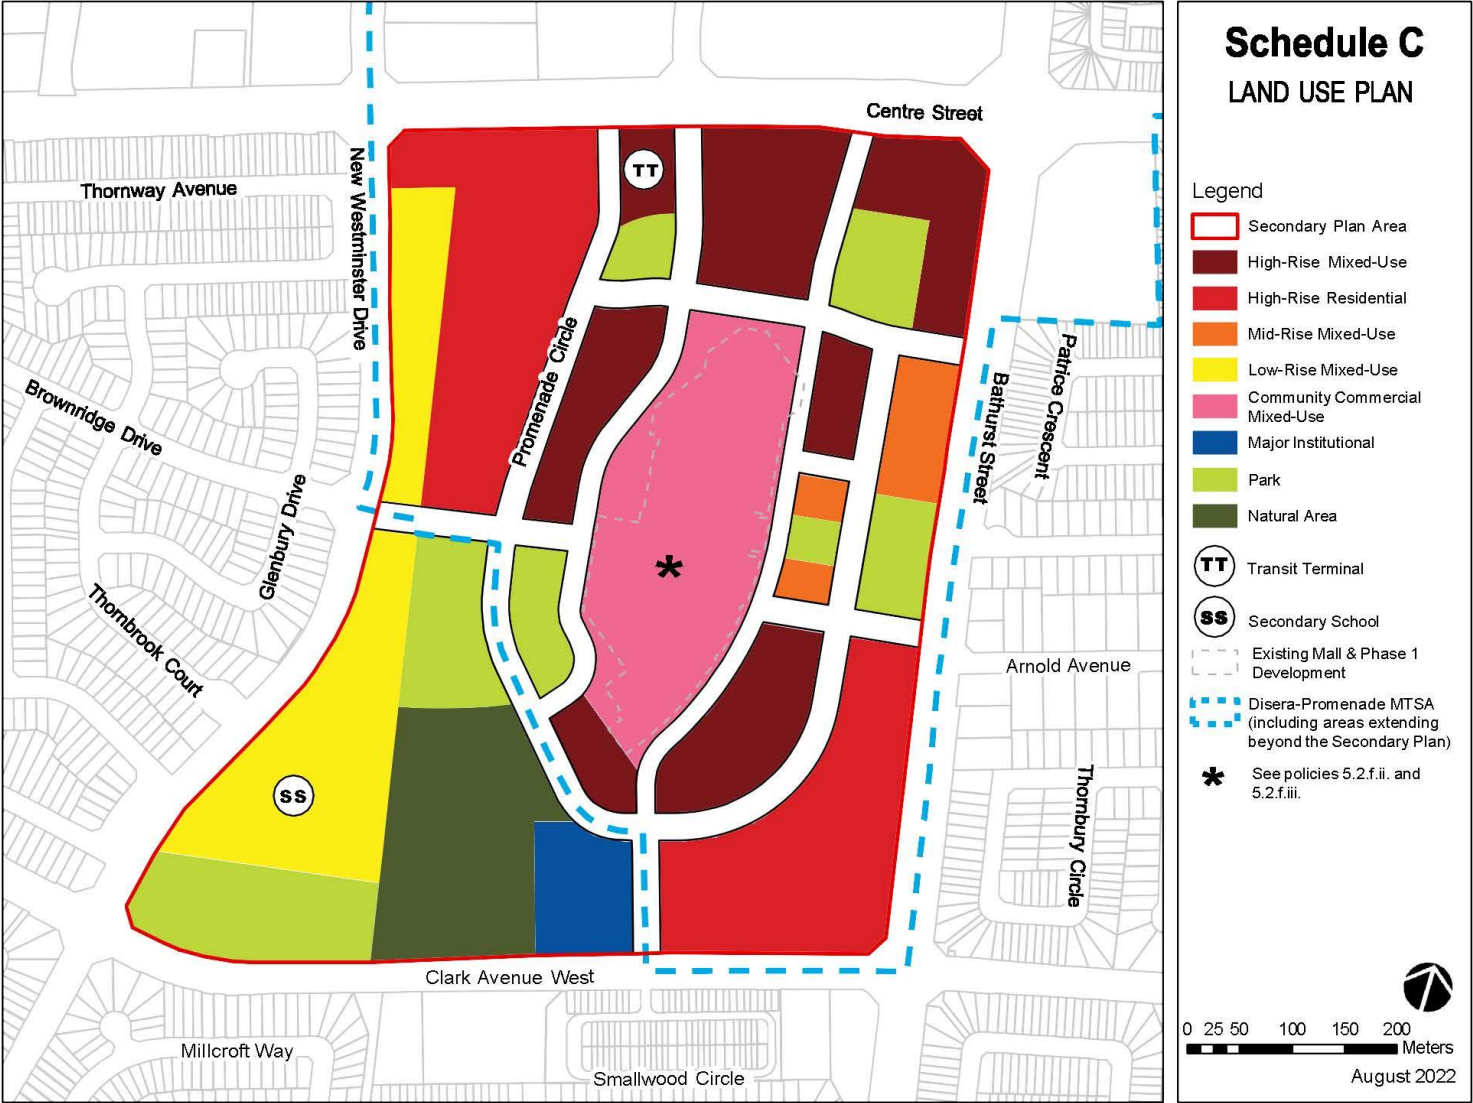 Centre Street
TT
Thornway Avenue
New Westminster Drive
Promenade Circle
Brownridge Drive
Glenbury Drive
Thornbrook Court
Patrice Crescent
Bathurst Street
*
Arnold Avenue
SS
Thornbury Circle
Clark Avenue West
Millcroft Way
Smallwood Circle
Schedule C
LAND USE PLAN
Legend
Secondary Plan Area
High-Rise Mixed-Use
High-Rise Residential
Mid-Rise Mixed-Use
Low-Rise Mixed-Use
Community Commercial
Mixed-Use
Major Institutional
Park
Natural Area
TT Transit Terminal
SS Secondary School
Existing Mall & Phase 1
Development
Disera-Promenade MTSA
(including areas extending
beyond the Secondary Plan)
* See policies 5.2.f.ii. and
5.2.f.iii.
0 25 50 100 150 200
Meters
August 2022